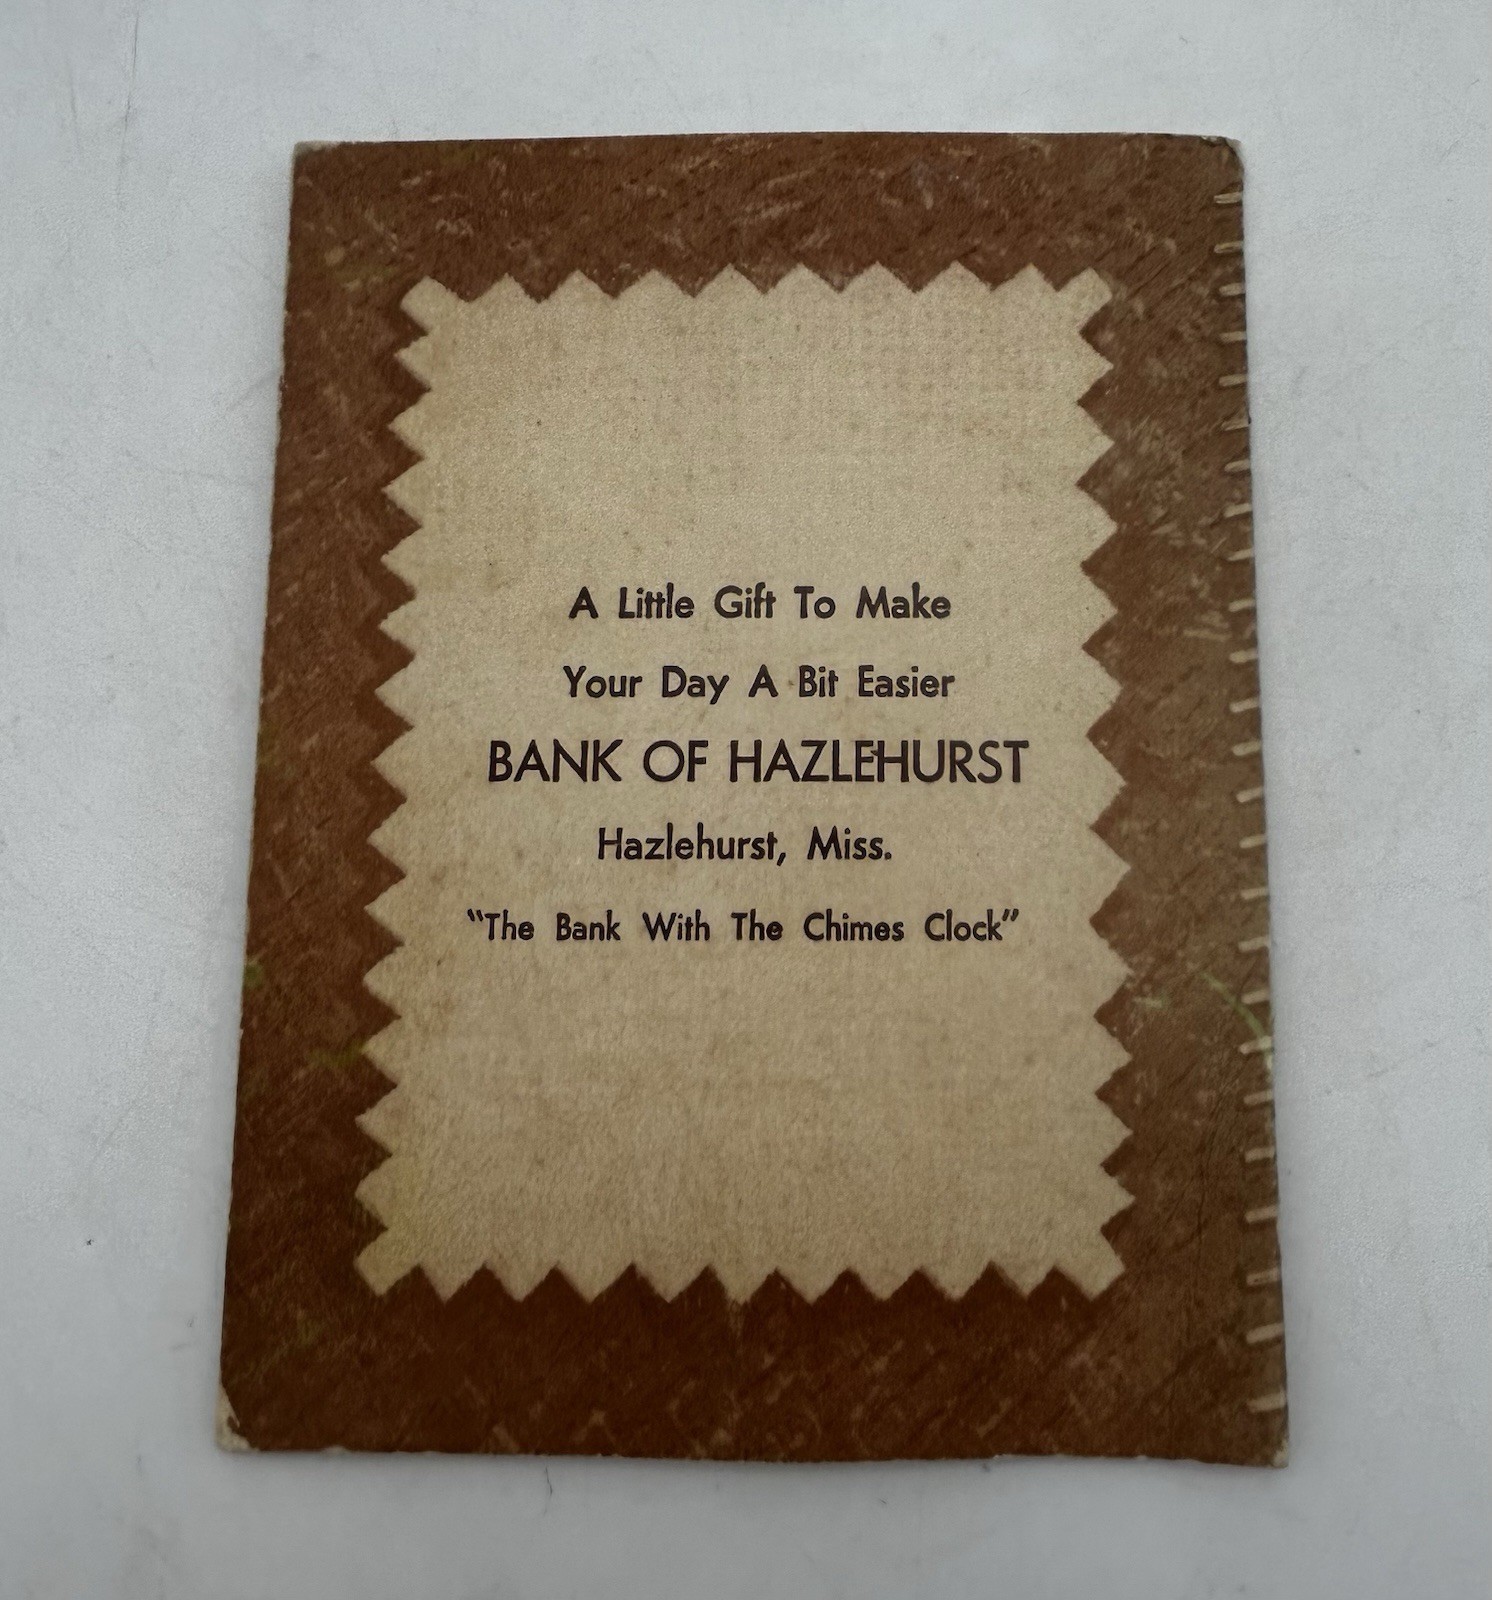 A Little Gift To Make
Your Day A Bit Easier
BANK OF HAZLEHURST
Hazlehurst, Miss.
"The Bank With The Chimes Clock"